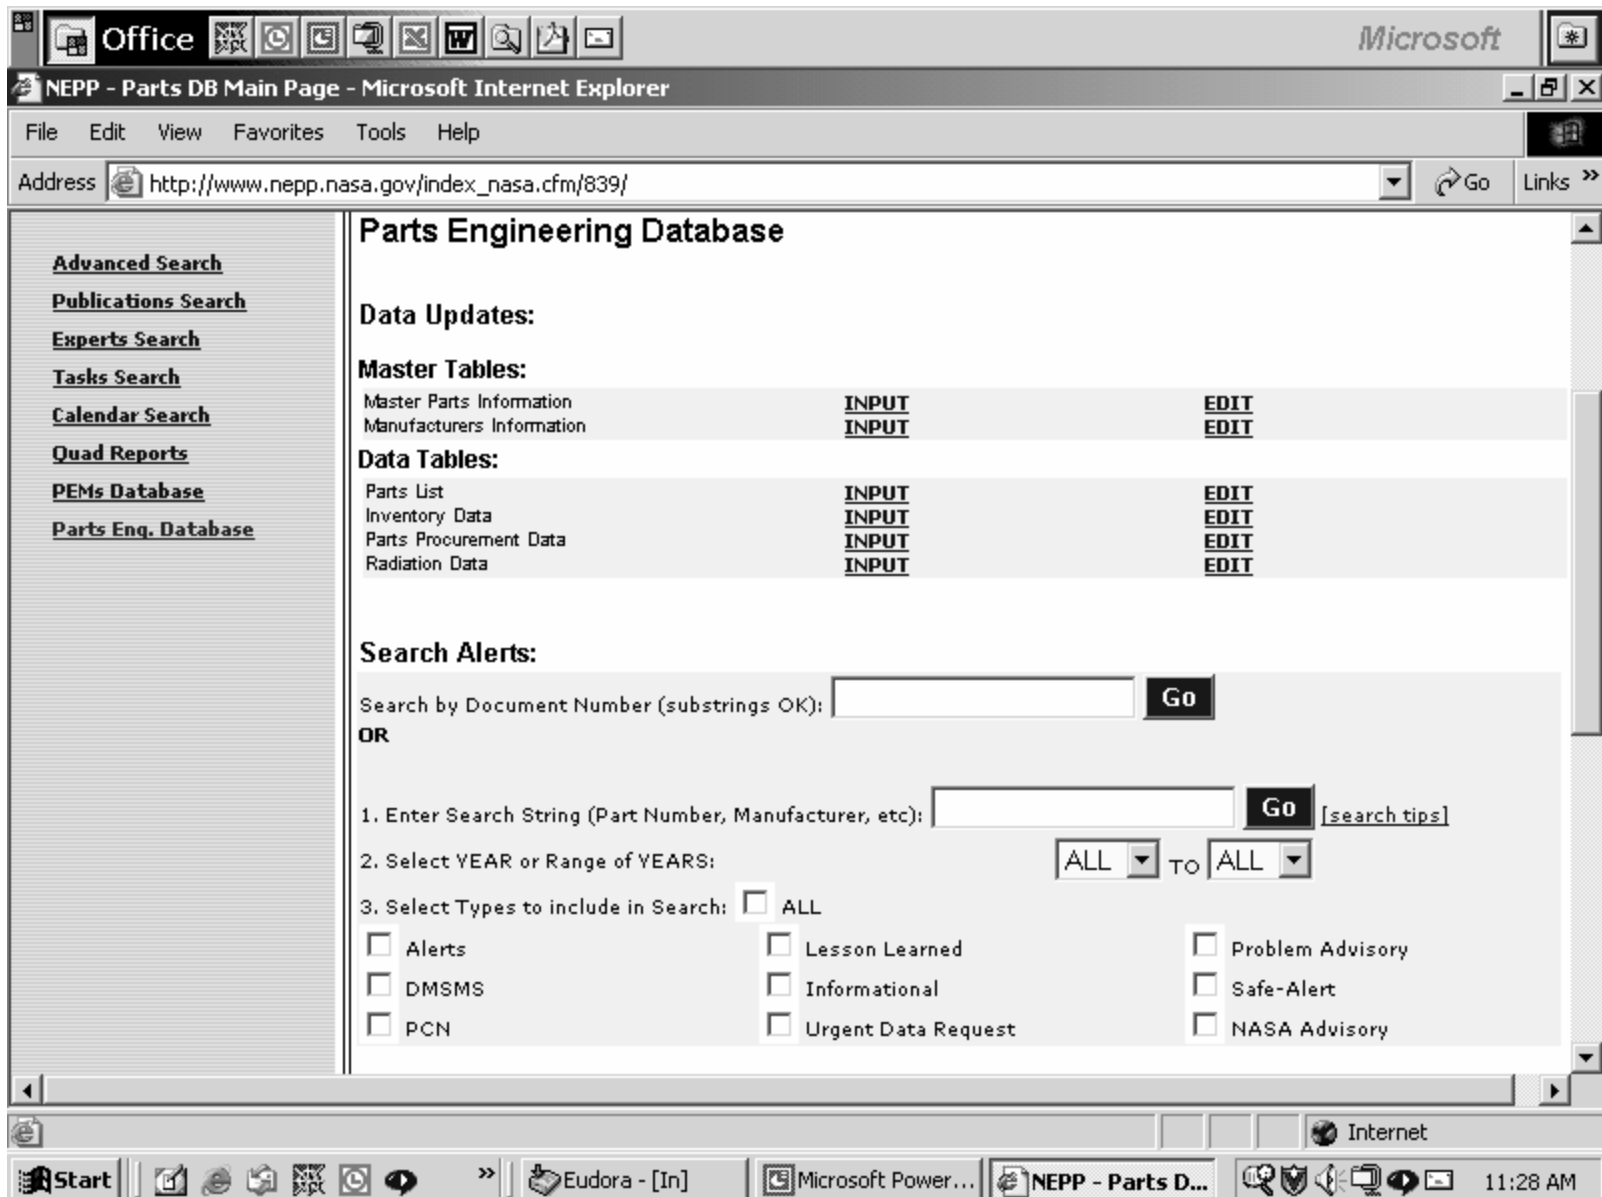 Office Microsoft
NEPP - Parts DB Main Page - Microsoft Internet Explorer
File Edit View Favorites Tools Help
Address http://www.nepp.nasa.gov/index_nasa.cfm/839/ Go Links »
Advanced Search
Publications Search
Experts Search
Tasks Search
Calendar Search
Quad Reports
PEMs Database
Parts Eng. Database
Parts Engineering Database
Data Updates:
Master Tables:
Master Parts Information INPUT EDIT
Manufacturers Information INPUT EDIT
Data Tables:
Parts List INPUT EDIT
Inventory Data INPUT EDIT
Parts Procurement Data INPUT EDIT
Radiation Data INPUT EDIT
Search Alerts:
Search by Document Number (substrings OK): Go
OR
1. Enter Search String (Part Number, Manufacturer, etc): Go [search tips]
2. Select YEAR or Range of YEARS: ALL TO ALL
3. Select Types to include in Search: ALL
Alerts Lesson Learned Problem Advisory
DMSMS Informational Safe-Alert
PCN Urgent Data Request NASA Advisory
Internet
Start » Eudora - [In] Microsoft Power... NEPP - Parts D... 11:28 AM